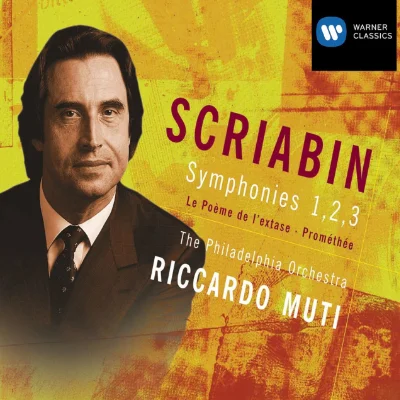 WARNER
CLASSICS
SCRIABIN
Symphonies 1,2,3
Le Poème de l'extase · Prométhée
The Philadelphia Orchestra
RICCARDO MUTI